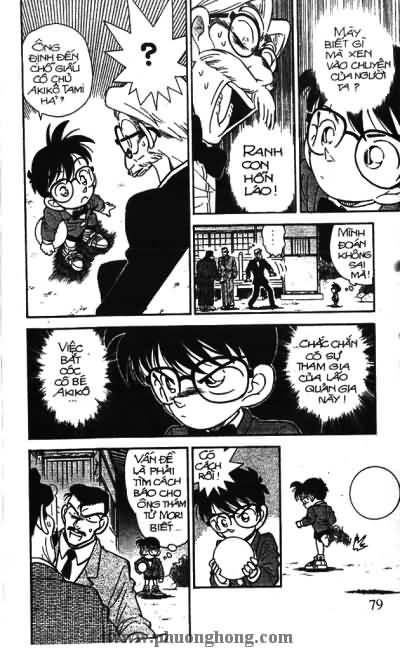 ÔNG
ĐỊNH ĐẾN
CHỖ GIẤU
CÔ CHỦ
AKIKÔ TAMI
HẢ?
?
MÀY
BIẾT GÌ
MÀ XEN
VÀO CHUYỆN
CỦA NGƯỜI
TA?
RANH
CON
HỖN
LÁO!
MÌNH
ĐOÁN
KHÔNG
SAI
MÀ!
VIỆC
BẮT
CÓC
CÔ BÉ
AKIKÔ...
...CHẮC CHẮN
CÓ SỰ
THAM GIA
CỦA LÃO
QUẢN GIA
NÀY!
VẤN ĐỀ
LÀ PHẢI
TÌM CÁCH
BÁO CHO
ÔNG THÁM
TỬ MORI
BIẾT...
CÓ
CÁCH
RỒI!
79
www.phuonghong.com